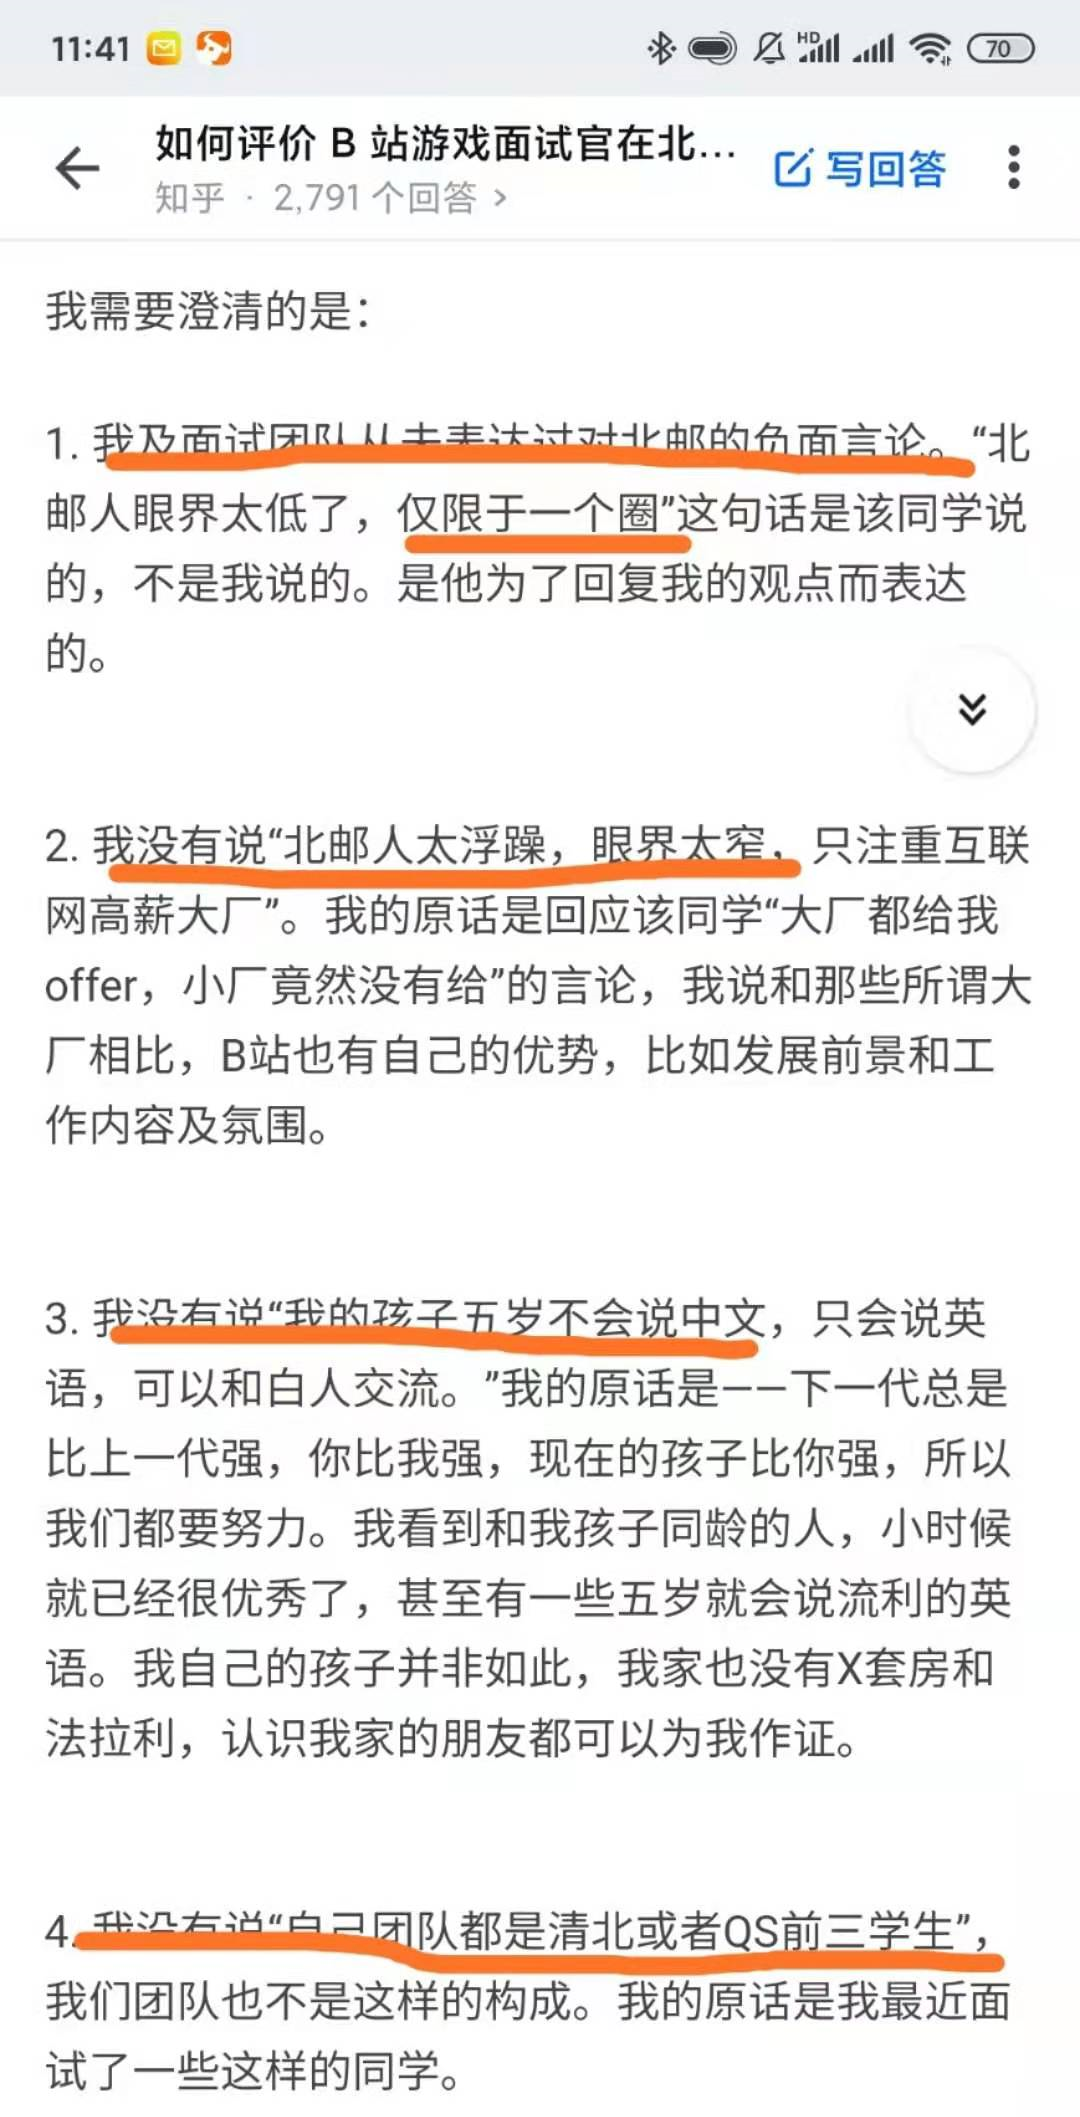 11:41
HD
70
如何评价 B 站游戏面试官在北...
写回答
知乎 · 2,791 个回答 >
我需要澄清的是：
1. 我及面试团队从未表达过对北邮的负面言论。“北
邮人眼界太低了，仅限于一个圈”这句话是该同学说
的，不是我说的。是他为了回复我的观点而表达
的。
2. 我没有说“北邮人太浮躁，眼界太窄，只注重互联
网高薪大厂”。我的原话是回应该同学“大厂都给我
offer，小厂竟然没有给”的言论，我说和那些所谓大
厂相比，B站也有自己的优势，比如发展前景和工
作内容及氛围。
3. 我没有说“我的孩子五岁不会说中文，只会说英
语，可以和白人交流。”我的原话是——下一代总是
比上一代强，你比我强，现在的孩子比你强，所以
我们都要努力。我看到和我孩子同龄的人，小时候
就已经很优秀了，甚至有一些五岁就会说流利的英
语。我自己的孩子并非如此，我家也没有X套房和
法拉利，认识我家的朋友都可以为我作证。
4. 我没有说“自己团队都是清北或者QS前三学生”，
我们团队也不是这样的构成。我的原话是我最近面
试了一些这样的同学。